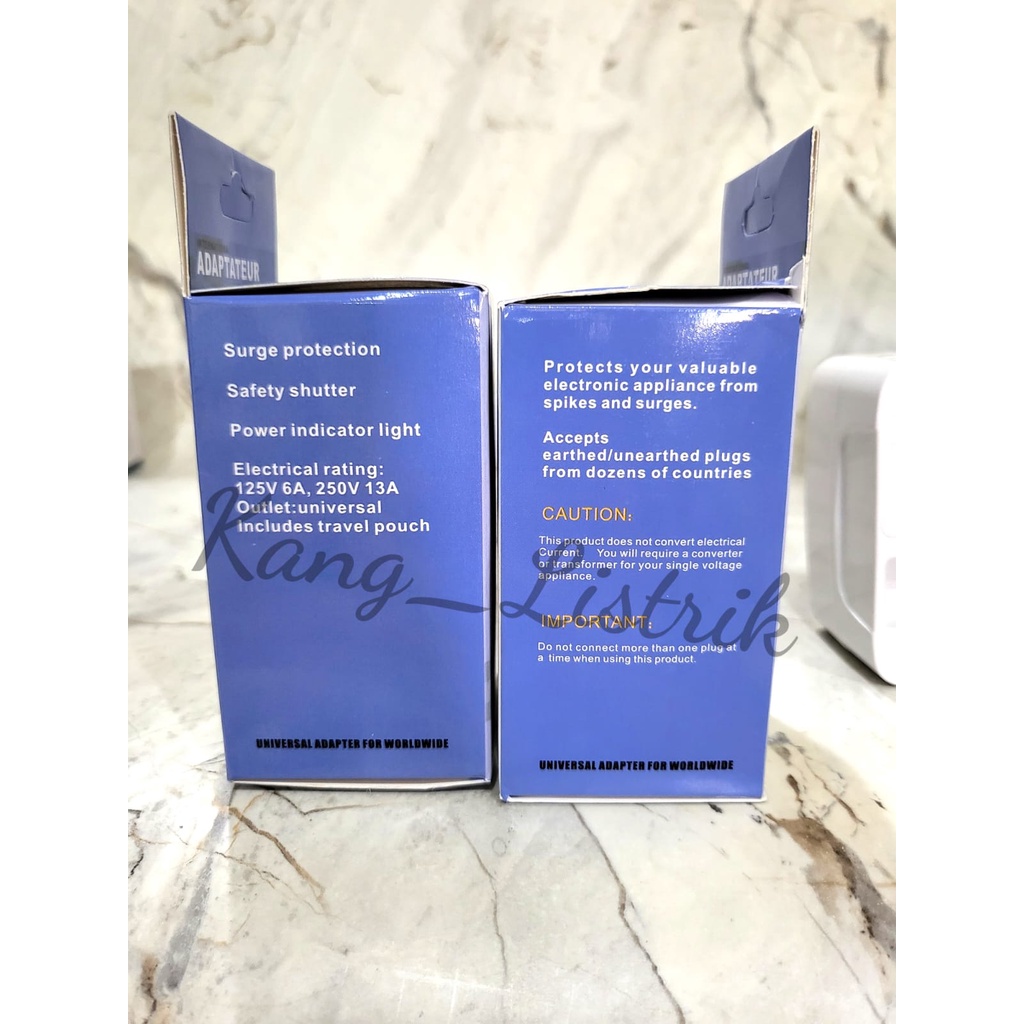 ADAPTATEUR
Surge protection
Safety shutter
Power indicator light
Electrical rating:
125V 6A, 250V 13A
Outlet:universal
Includes travel pouch
UNIVERSAL ADAPTER FOR WORLDWIDE
ADAPTATEUR
Protects your valuable
electronic appliance from
spikes and surges.
Accepts
earthed/unearthed plugs
from dozens of countries
CAUTION:
This product does not convert electrical
Current. You will require a converter
or transformer for your single voltage
appliance.
IMPORTANT:
Do not connect more than one plug at
a time when using this product.
UNIVERSAL ADAPTER FOR WORLDWIDE
Kang_Listrik